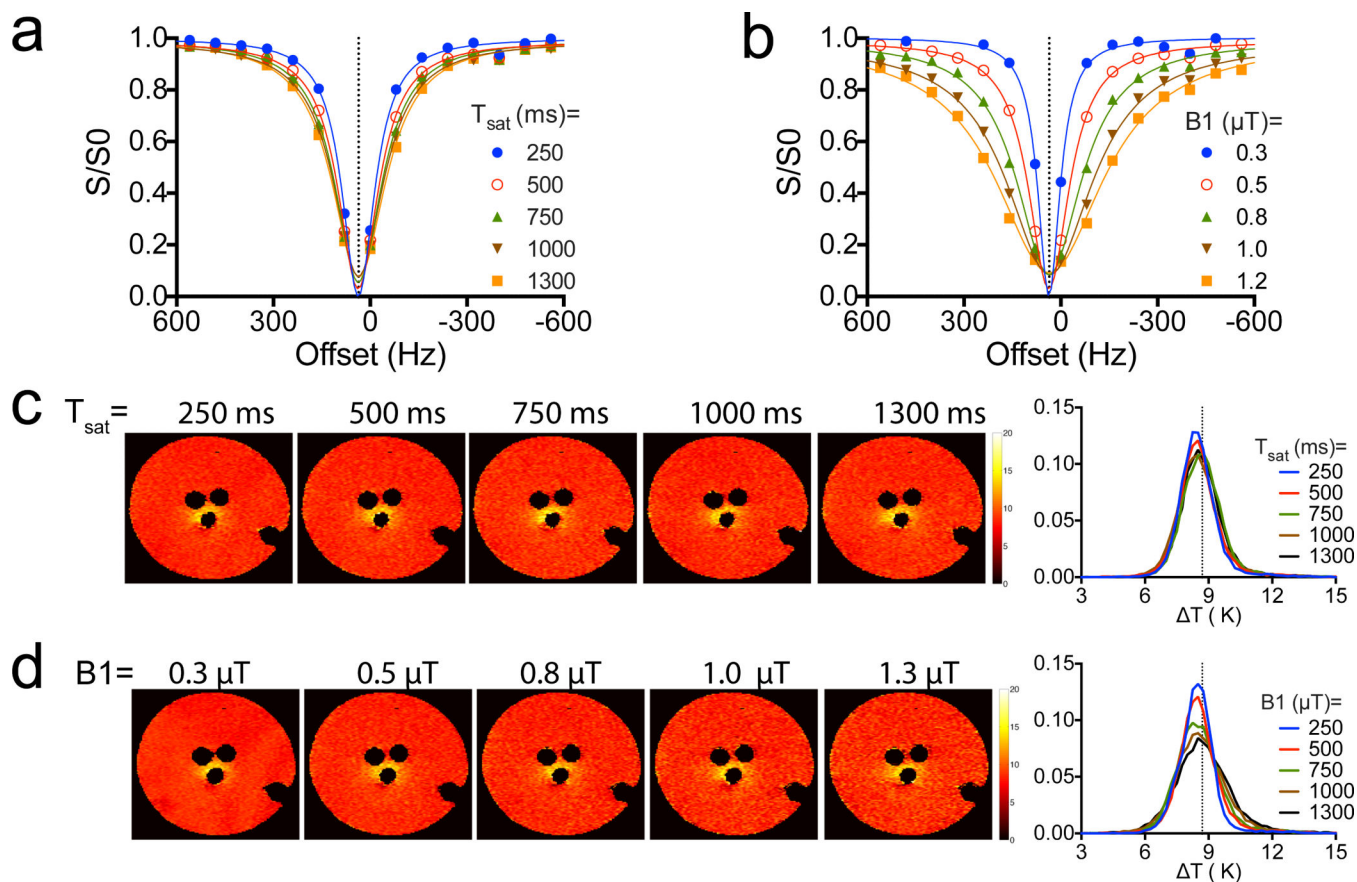 a
1.0
0.8
0.6
0.4
0.2
0.0
S/S0
600 300 0 -300 -600
Offset (Hz)
T_sat (ms)=
250
500
750
1000
1300
b
1.0
0.8
0.6
0.4
0.2
0.0
S/S0
600 300 0 -300 -600
Offset (Hz)
B1 (µT)=
0.3
0.5
0.8
1.0
1.2
c
T_sat= 250 ms 500 ms 750 ms 1000 ms 1300 ms
20
15
10
5
0
0.15
0.10
0.05
0.00
3 6 9 12 15
ΔT ( K)
T_sat (ms)=
250
500
750
1000
1300
d
B1= 0.3 µT 0.5 µT 0.8 µT 1.0 µT 1.3 µT
20
15
10
5
0
0.15
0.10
0.05
0.00
3 6 9 12 15
ΔT ( K)
B1 (µT)=
250
500
750
1000
1300